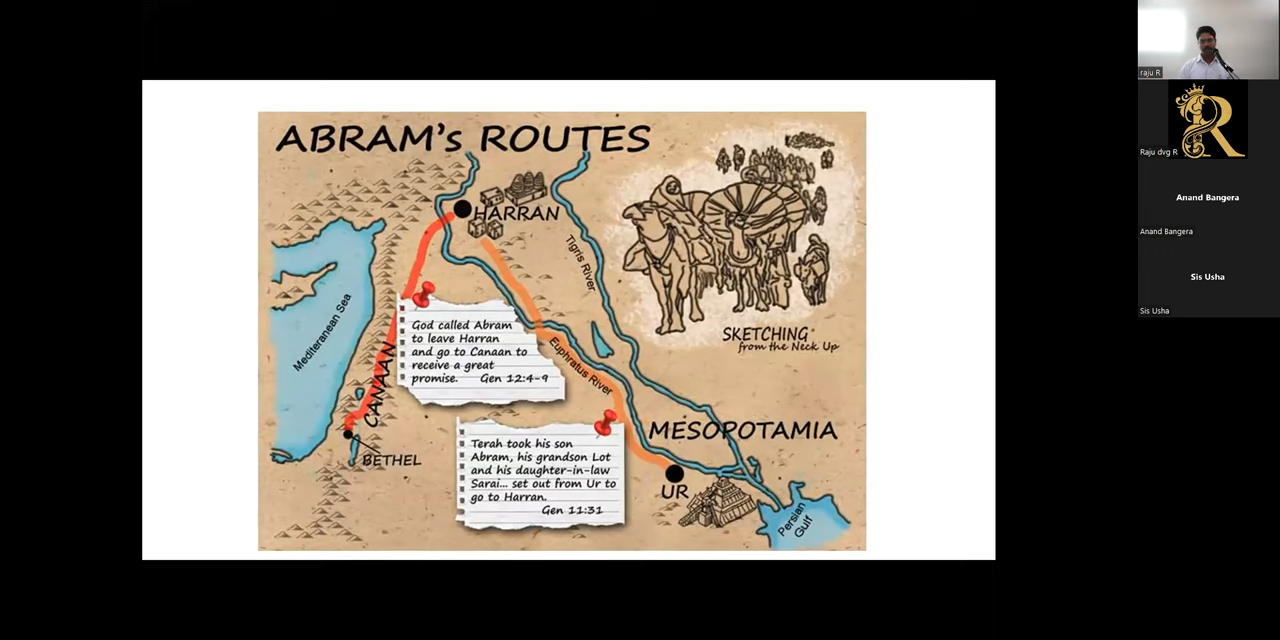 ABRAM's ROUTES
HARRAN
Tigris River
Mediteranean Sea
SKETCHING
from the Neck Up
God called Abram
to leave Harran
and go to Canaan to
receive a great
promise. Gen 12:4-9
Euphratus River
CANAAN
BETHEL
MESOPOTAMIA
Terah took his son
Abram, his grandson Lot
and his daughter-in-law
Sarai... set out from Ur to
go to Harran.
Gen 11:31
UR
Persian
Gulf
raju R
R
Raju dvg R
Anand Bangera
Anand Bangera
Sis Usha
Sis Usha